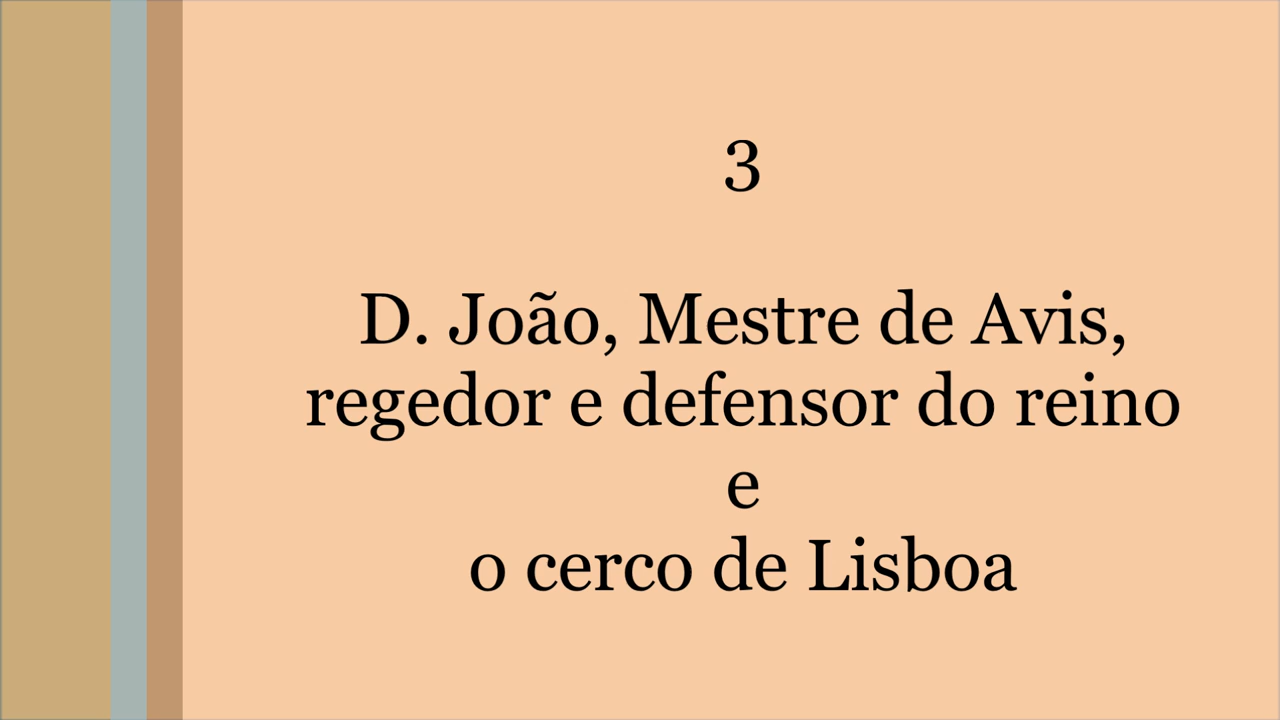 3
D. João, Mestre de Avis,
regedor e defensor do reino
e
o cerco de Lisboa